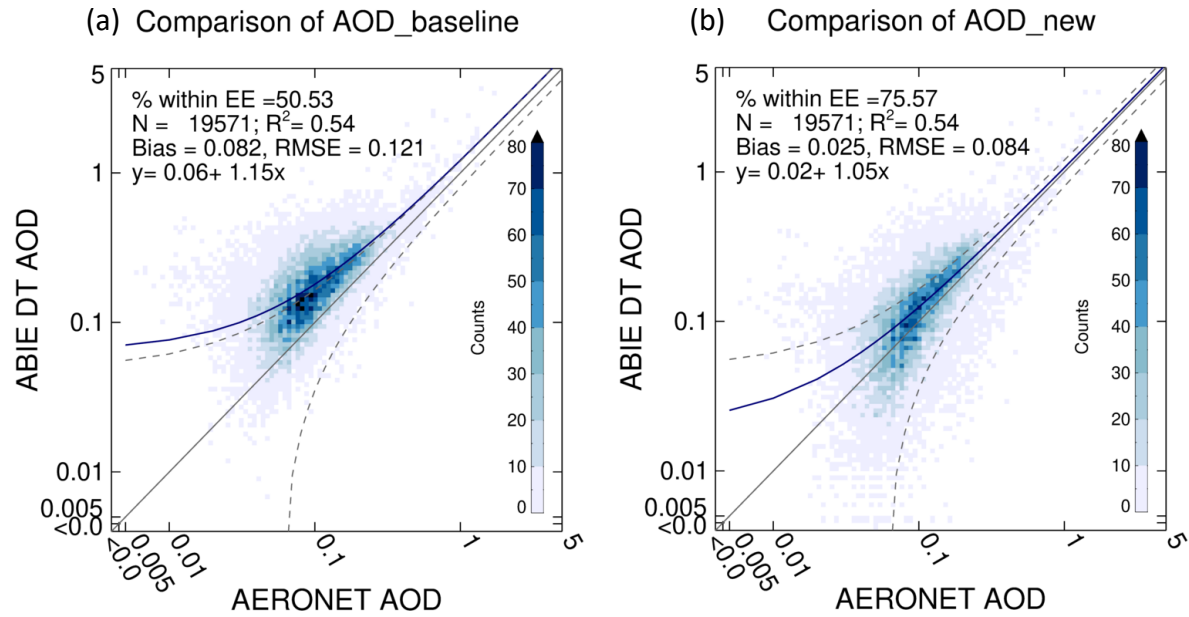 (a) Comparison of AOD_baseline
% within EE =50.53
N = 19571; R²= 0.54
Bias = 0.082, RMSE = 0.121
y= 0.06+ 1.15x
5
1
0.1
0.01
0.005
<0.0
ABIE DT AOD
<0.0
0.005
0.01
0.1
1
5
AERONET AOD
80
70
60
50
40
30
20
10
0
Counts
(b) Comparison of AOD_new
% within EE =75.57
N = 19571; R²= 0.54
Bias = 0.025, RMSE = 0.084
y= 0.02+ 1.05x
5
1
0.1
0.01
0.005
<0.0
ABIE DT AOD
<0.0
0.005
0.01
0.1
1
5
AERONET AOD
80
70
60
50
40
30
20
10
0
Counts